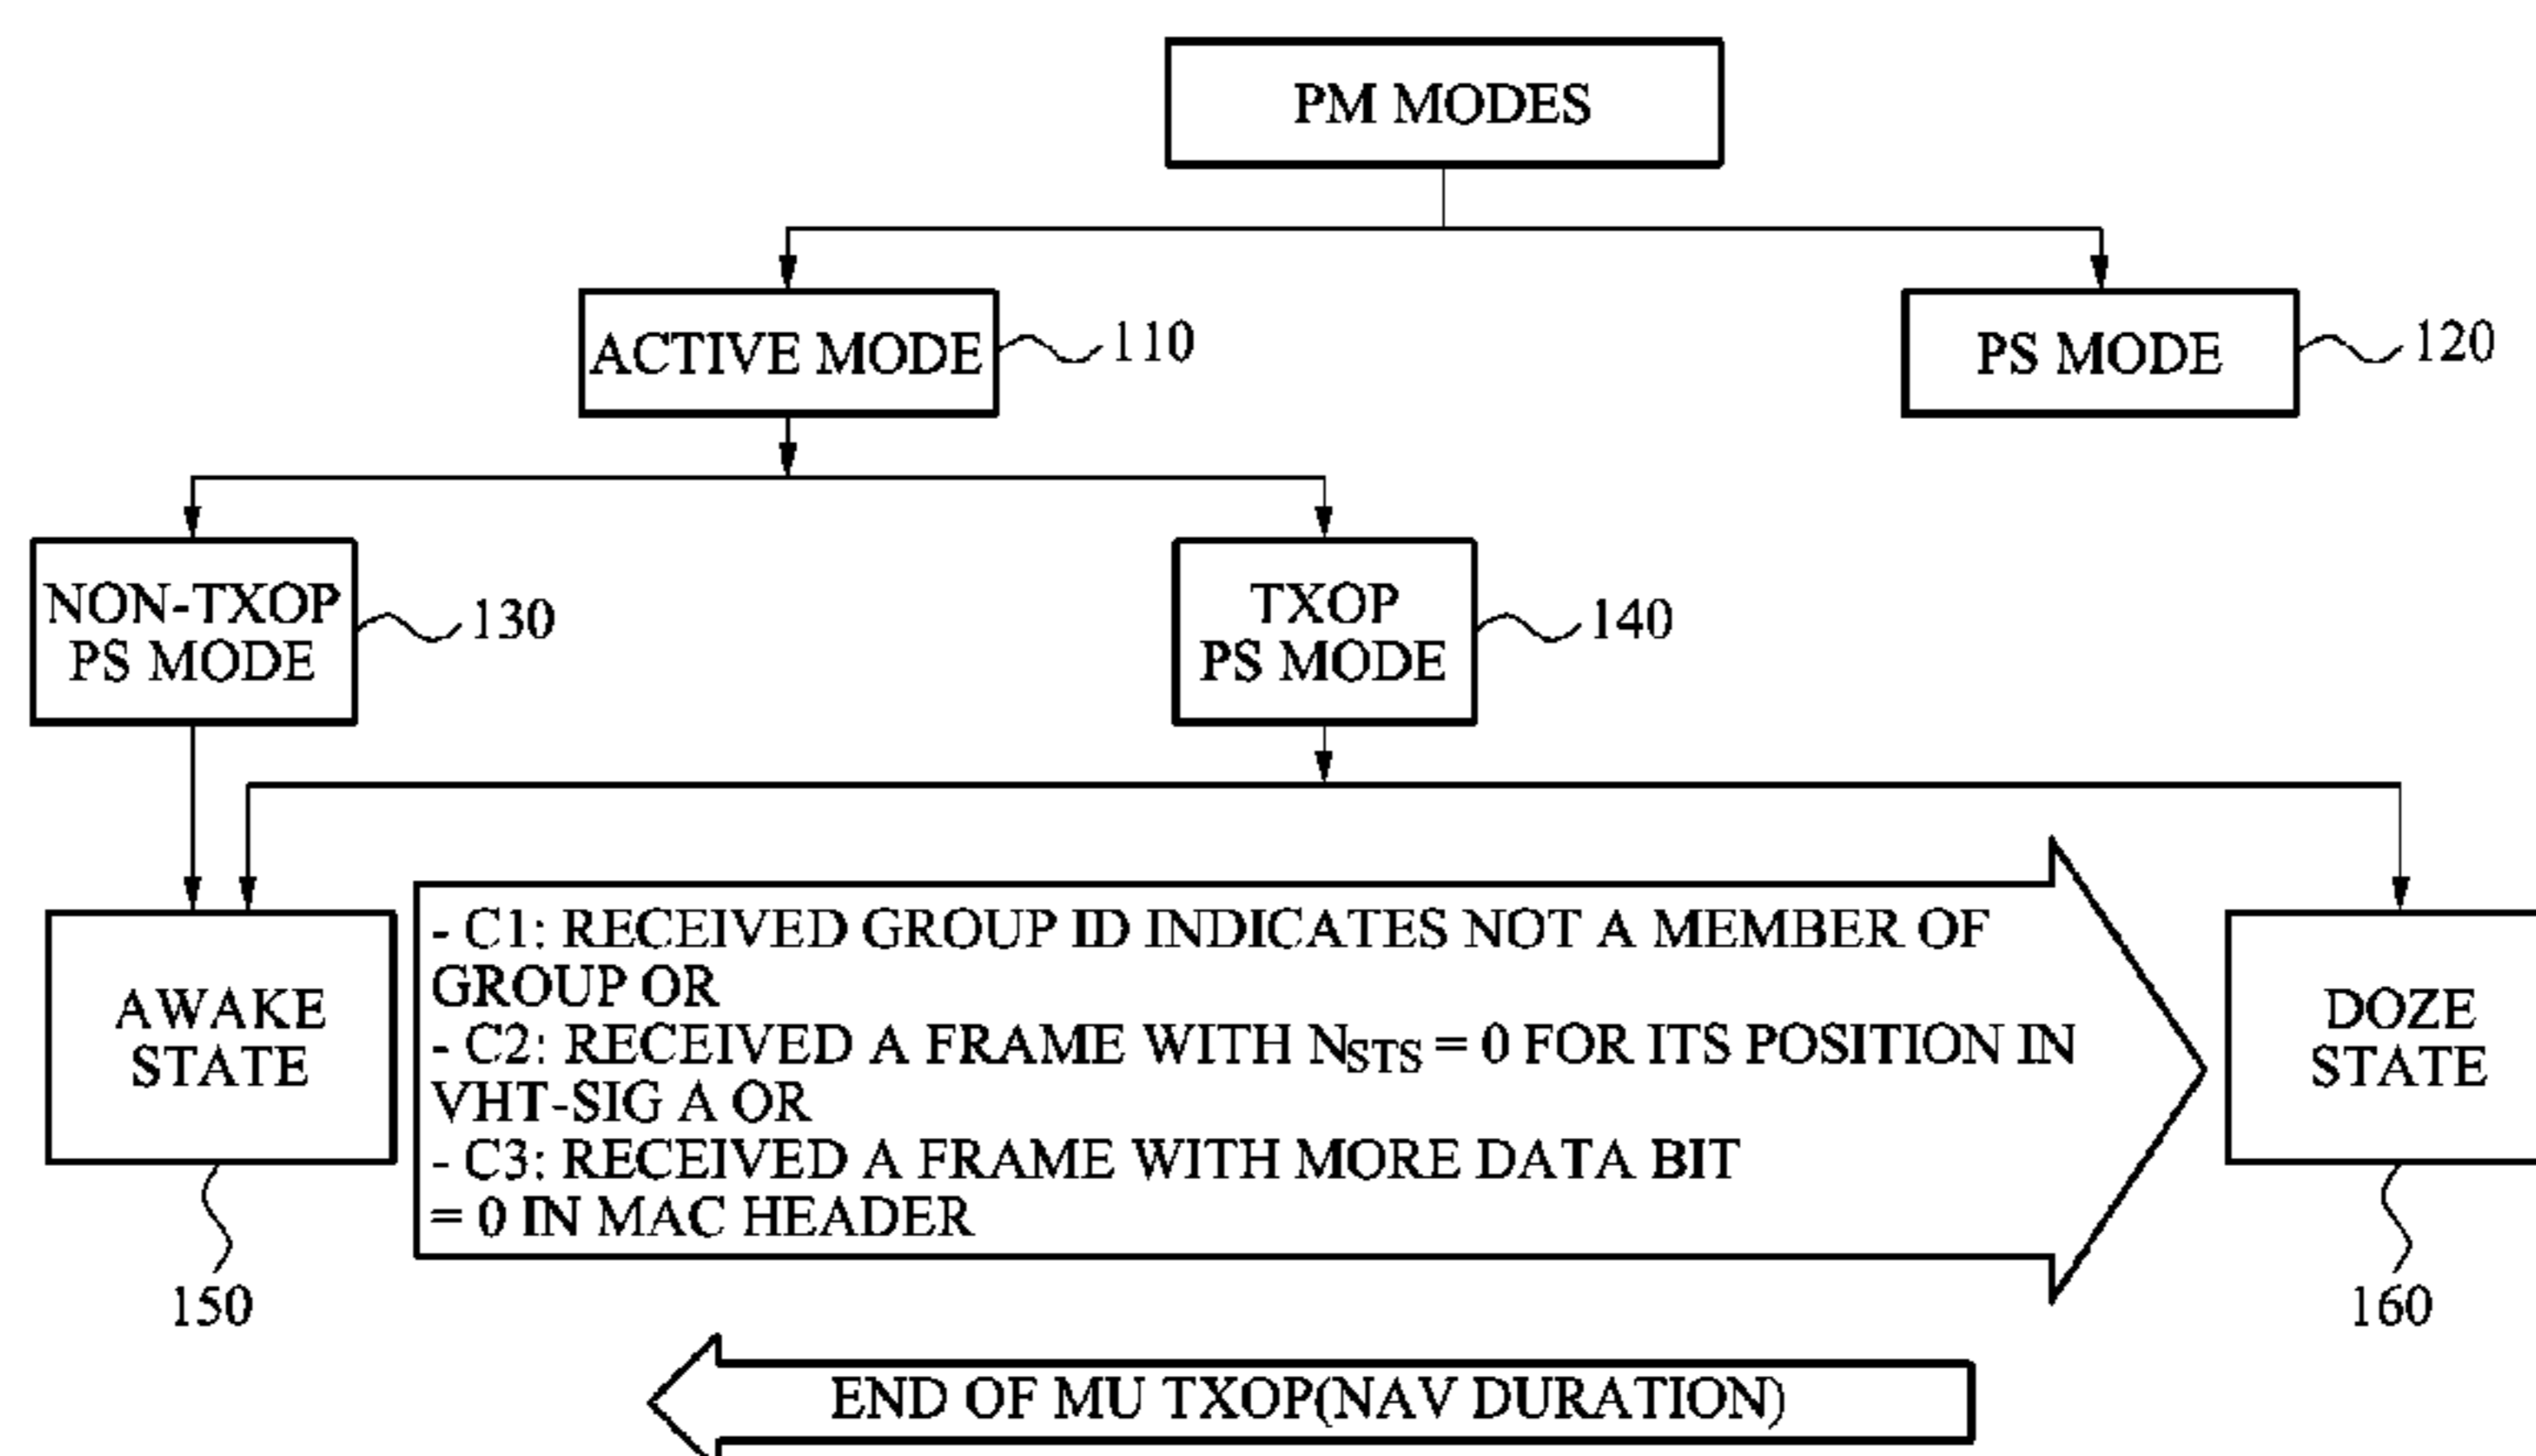 PM MODES
ACTIVE MODE
110
PS MODE
120
NON-TXOP
PS MODE
130
TXOP
PS MODE
140
AWAKE
STATE
150
- C1: RECEIVED GROUP ID INDICATES NOT A MEMBER OF
GROUP OR
- C2: RECEIVED A FRAME WITH NSTS = 0 FOR ITS POSITION IN
VHT-SIG A OR
- C3: RECEIVED A FRAME WITH MORE DATA BIT
= 0 IN MAC HEADER
DOZE
STATE
160
END OF MU TXOP(NAV DURATION)